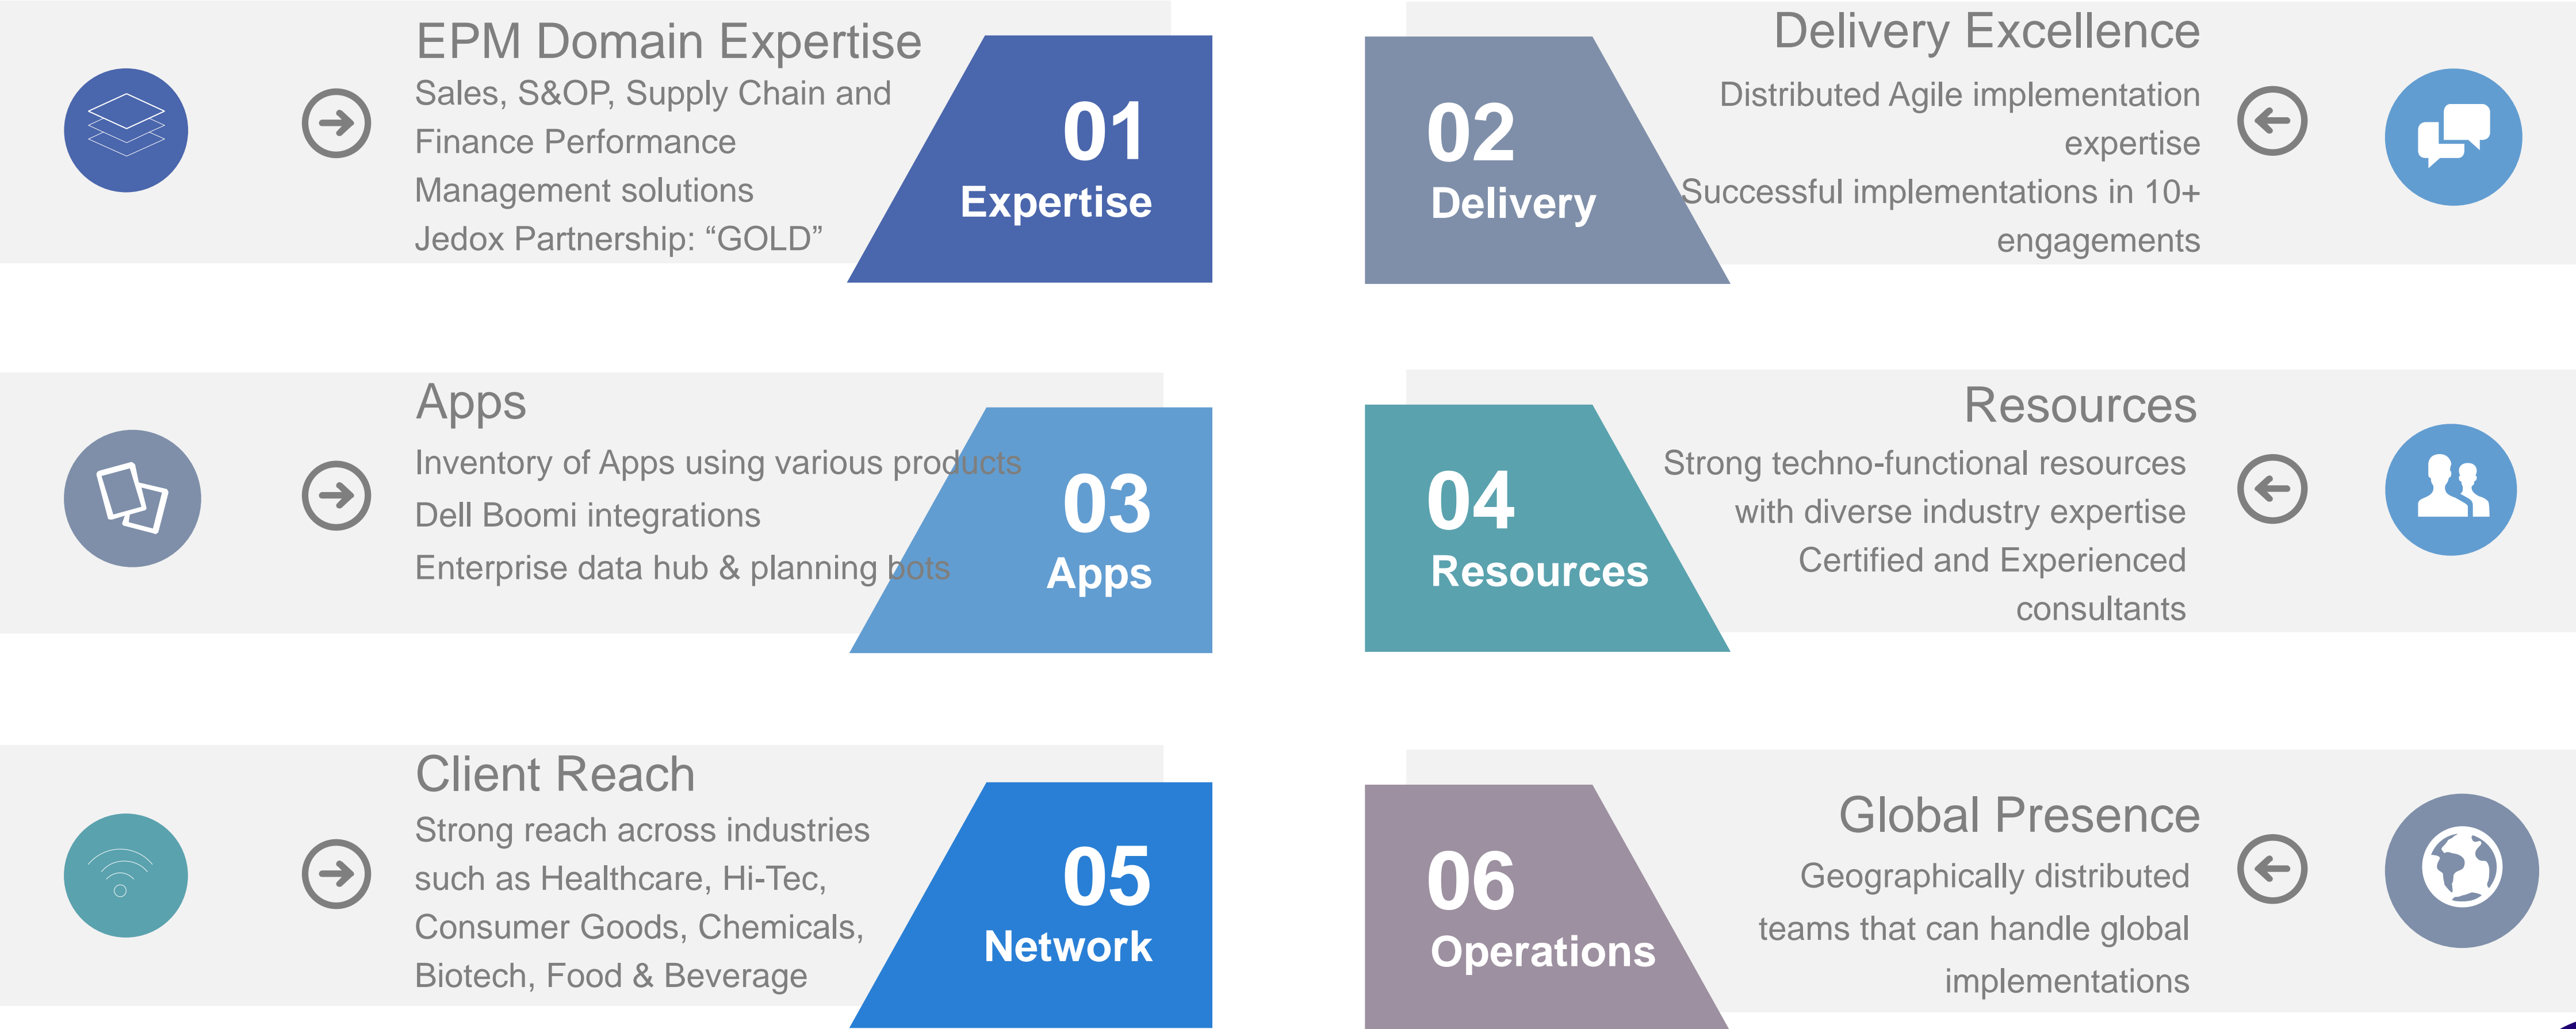 EPM Domain Expertise
Sales, S&OP, Supply Chain and
Finance Performance
Management solutions
Jedox Partnership: “GOLD”
01
Expertise
02
Delivery
Delivery Excellence
Distributed Agile implementation
expertise
Successful implementations in 10+
engagements
Apps
Inventory of Apps using various products
Dell Boomi integrations
Enterprise data hub & planning bots
03
Apps
04
Resources
Resources
Strong techno-functional resources
with diverse industry expertise
Certified and Experienced
consultants
Client Reach
Strong reach across industries
such as Healthcare, Hi-Tec,
Consumer Goods, Chemicals,
Biotech, Food & Beverage
05
Network
06
Operations
Global Presence
Geographically distributed
teams that can handle global
implementations